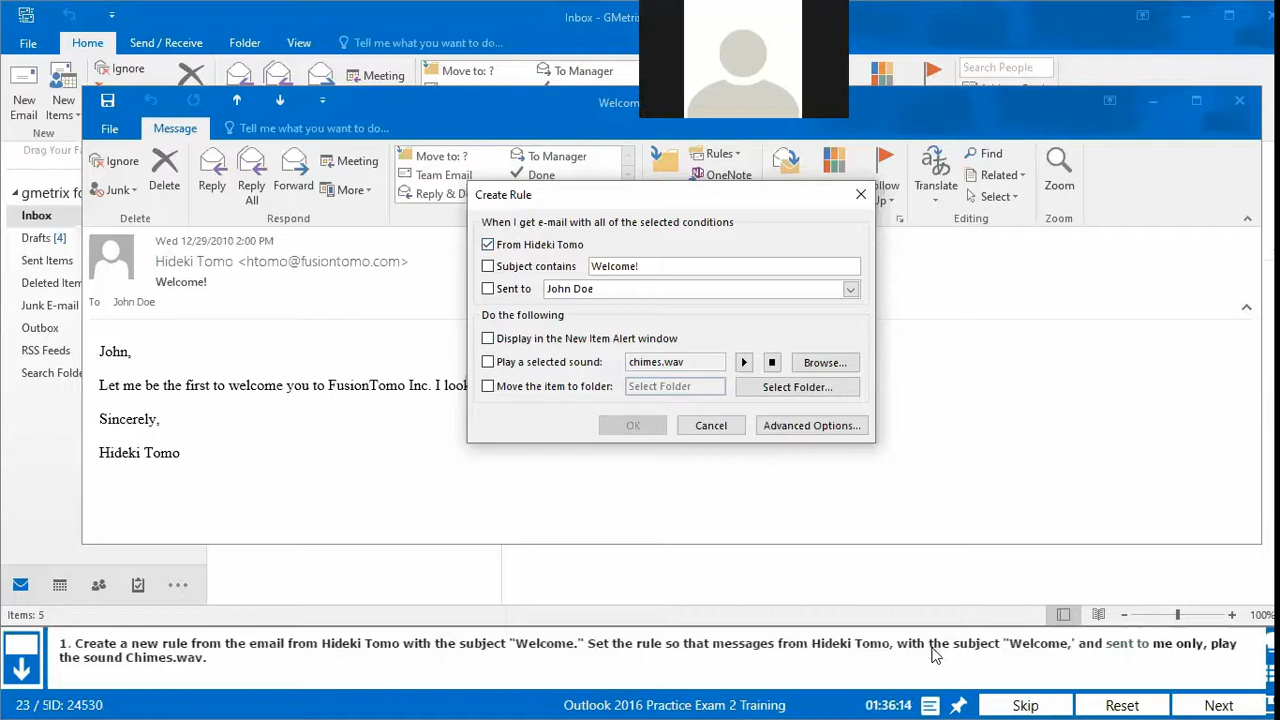 Inbox - GMetri
File
Home
Send / Receive
Folder
View
Tell me what you want to do...
Ignore
Meeting
Move to: ?
To Manager
Search People
New Email
New Items
New
Drag Your Fa
gmetrix
Inbox
Drafts [4]
Sent Items
Deleted Item
Junk E-mail
Outbox
RSS Feeds
Search Folde
Welcom
File
Message
Tell me what you want to do...
Ignore
Junk
Delete
Reply
Reply All
Forward
Meeting
More
Move to: ?
Team Email
Reply & D
To Manager
Done
Rules
OneNote
Translate
Find
Related
Select
Zoom
Delete
Respond
Editing
Zoom
Wed 12/29/2010 2:00 PM
Hideki Tomo <htomo@fusiontomo.com>
Welcome!
To John Doe
John,
Let me be the first to welcome you to FusionTomo Inc. I look
Sincerely,
Hideki Tomo
Create Rule
When I get e-mail with all of the selected conditions
From Hideki Tomo
Subject contains Welcome!
Sent to John Doe
Do the following
Display in the New Item Alert window
Play a selected sound: chimes.wav Browse...
Move the item to folder: Select Folder Select Folder...
OK Cancel Advanced Options...
Items: 5
100%
1. Create a new rule from the email from Hideki Tomo with the subject "Welcome." Set the rule so that messages from Hideki Tomo, with the subject "Welcome,' and sent to me only, play
the sound Chimes.wav.
23 / 5ID: 24530
Outlook 2016 Practice Exam 2 Training
01:36:14
Skip
Reset
Next